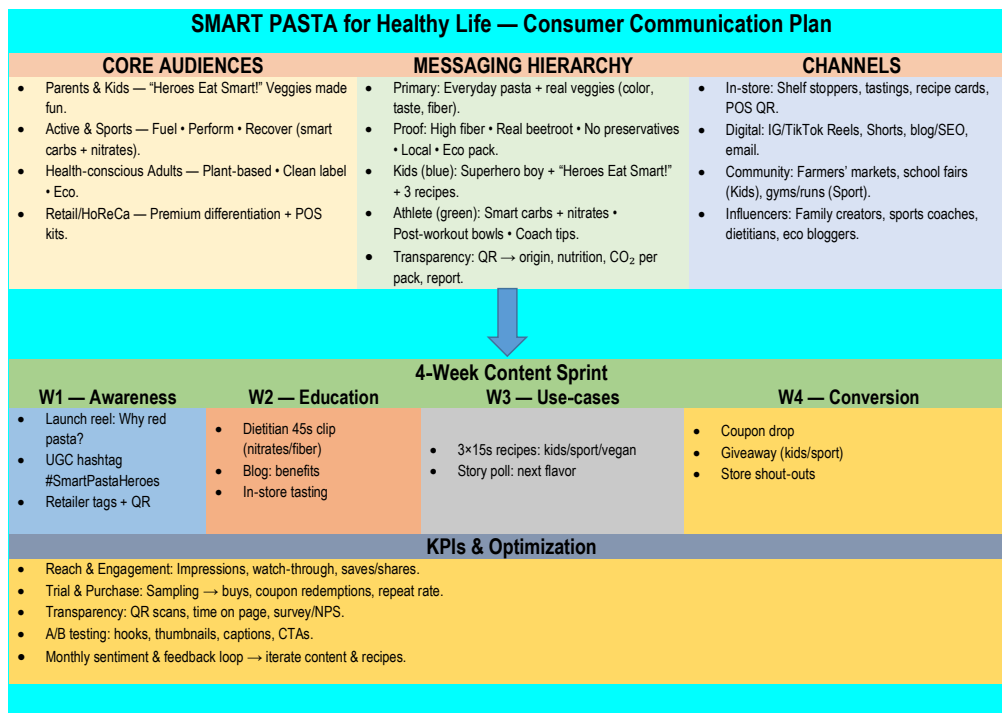 SMART PASTA for Healthy Life — Consumer Communication Plan
CORE AUDIENCES
• Parents & Kids — “Heroes Eat Smart!” Veggies made
fun.
• Active & Sports — Fuel • Perform • Recover (smart
carbs + nitrates).
• Health-conscious Adults — Plant-based • Clean label
• Eco.
• Retail/HoReCa — Premium differentiation + POS
kits.
MESSAGING HIERARCHY
• Primary: Everyday pasta + real veggies (color,
taste, fiber).
• Proof: High fiber • Real beetroot • No preservatives
• Local • Eco pack.
• Kids (blue): Superhero boy + “Heroes Eat Smart!”
+ 3 recipes.
• Athlete (green): Smart carbs + nitrates •
Post-workout bowls • Coach tips.
• Transparency: QR → origin, nutrition, CO₂ per
pack, report.
CHANNELS
• In-store: Shelf stoppers, tastings, recipe cards,
POS QR.
• Digital: IG/TikTok Reels, Shorts, blog/SEO,
email.
• Community: Farmers’ markets, school fairs
(Kids), gyms/runs (Sport).
• Influencers: Family creators, sports coaches,
dietitians, eco bloggers.
4-Week Content Sprint
W1 — Awareness
• Launch reel: Why red
pasta?
• UGC hashtag
#SmartPastaHeroes
• Retailer tags + QR
W2 — Education
• Dietitian 45s clip
(nitrates/fiber)
• Blog: benefits
• In-store tasting
W3 — Use-cases
• 3×15s recipes: kids/sport/vegan
• Story poll: next flavor
W4 — Conversion
• Coupon drop
• Giveaway (kids/sport)
• Store shout-outs
KPIs & Optimization
• Reach & Engagement: Impressions, watch-through, saves/shares.
• Trial & Purchase: Sampling → buys, coupon redemptions, repeat rate.
• Transparency: QR scans, time on page, survey/NPS.
• A/B testing: hooks, thumbnails, captions, CTAs.
• Monthly sentiment & feedback loop → iterate content & recipes.